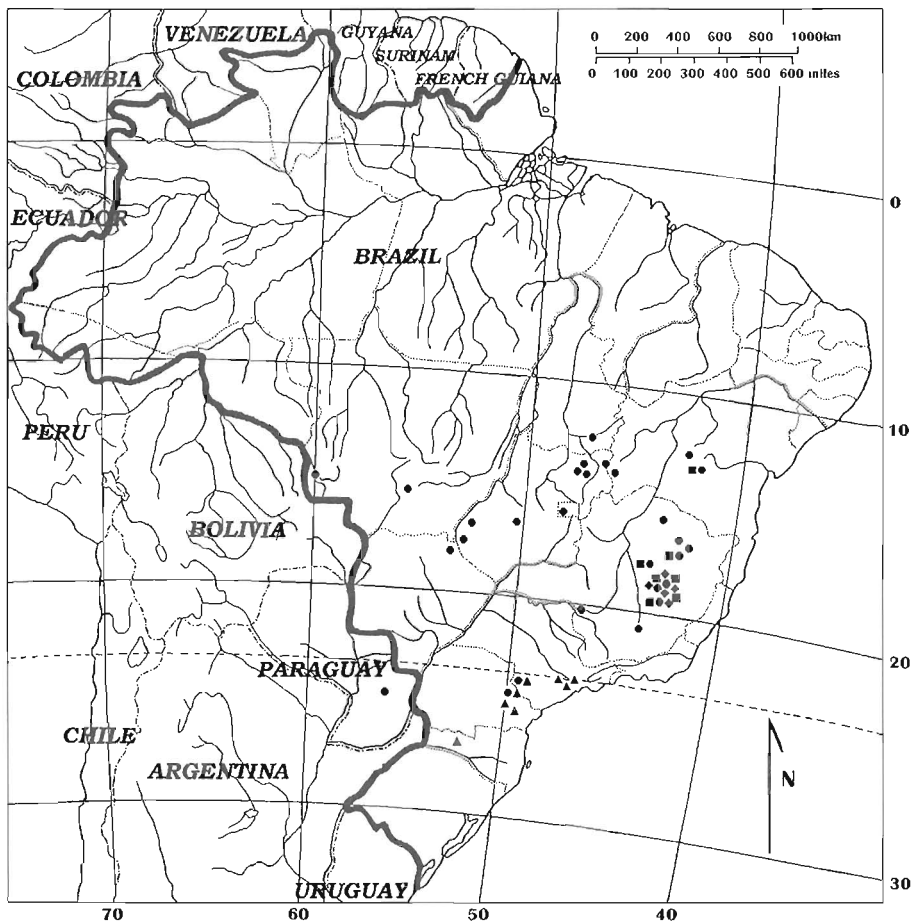 VENEZUELA
GUYANA
SURINAM
FRENCH GUIANA
COLOMBIA
0 200 400 600 800 1000km
0 100 200 300 400 500 600 miles
ECUADOR
BRAZIL
0
PERU
10
BOLIVIA
20
PARAGUAY
CHILE
ARGENTINA
N
URUGUAY
30
70 60 50 40